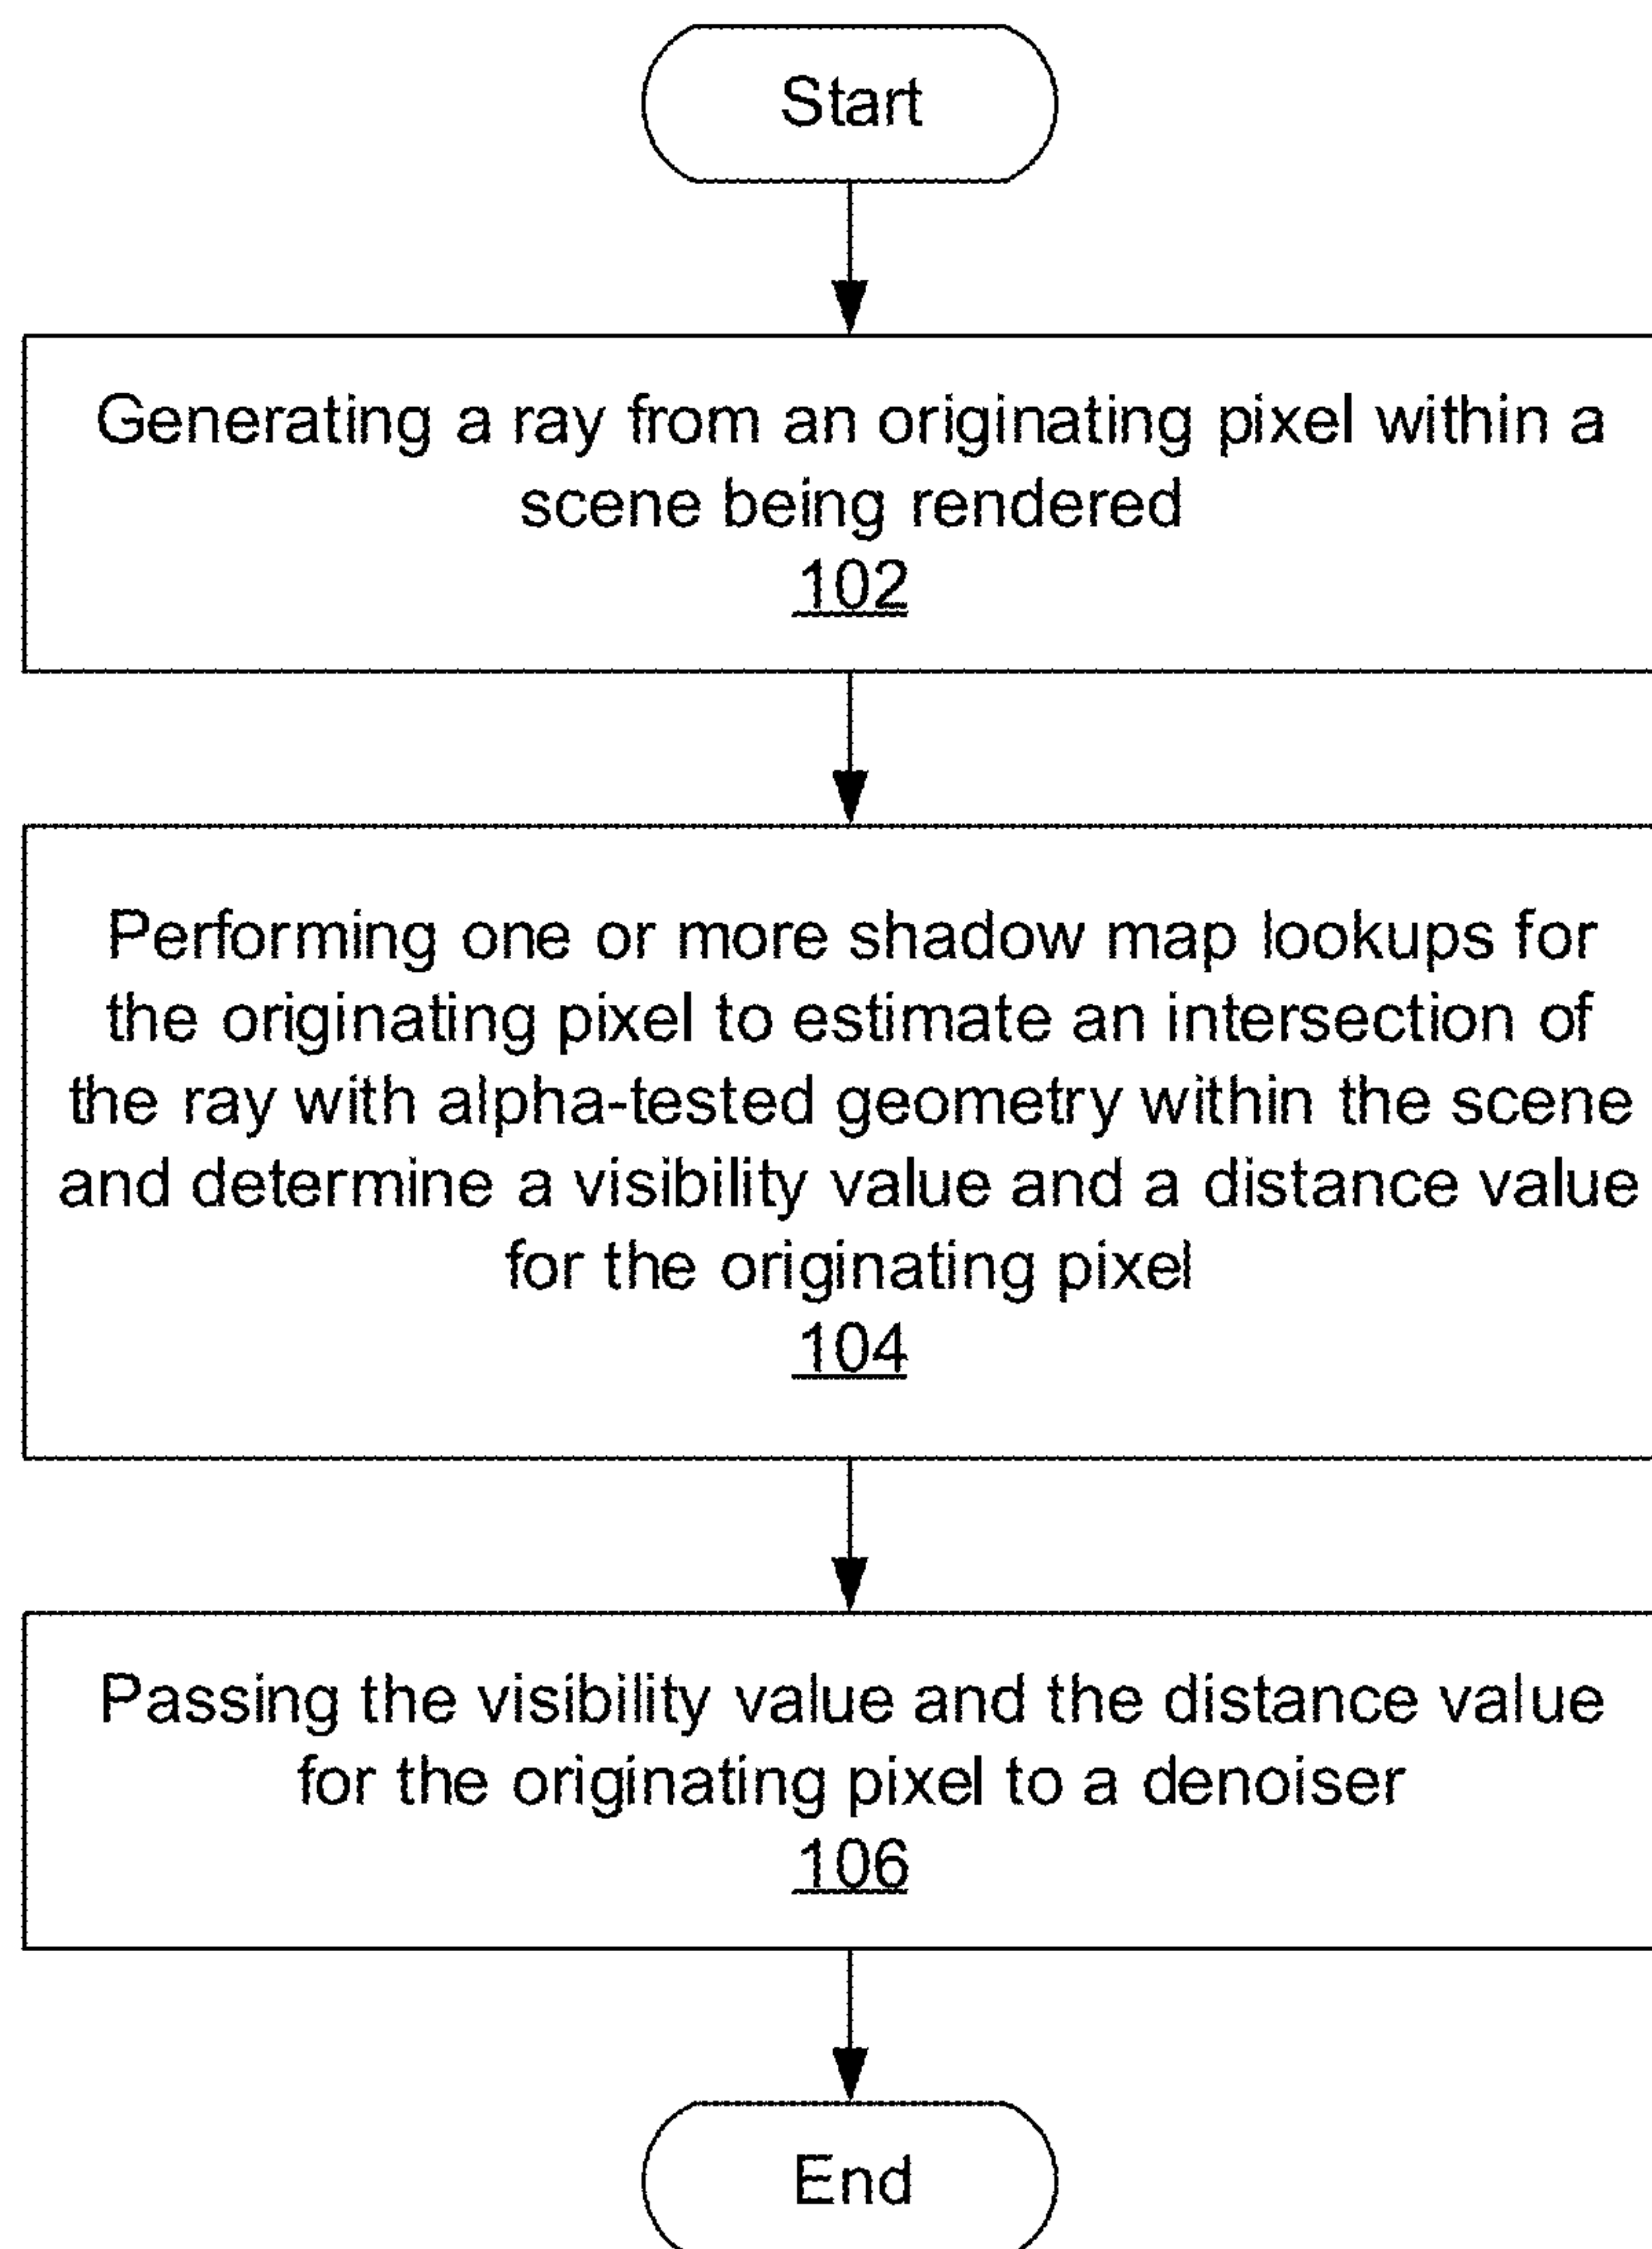 Start
Generating a ray from an originating pixel within a
scene being rendered
102
Performing one or more shadow map lookups for
the originating pixel to estimate an intersection of
the ray with alpha-tested geometry within the scene
and determine a visibility value and a distance value
for the originating pixel
104
Passing the visibility value and the distance value
for the originating pixel to a denoiser
106
End